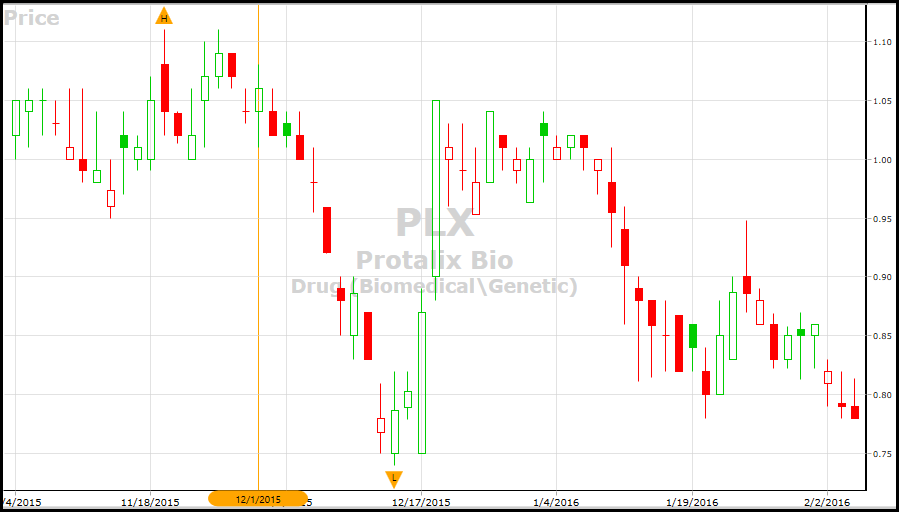 Price
H
1.10
1.05
1.00
0.95
PLX
Protalix Bio
0.90
Drug (Biomedical\Genetic)
0.85
0.80
0.75
L
/4/2015
11/18/2015
12/1/2015
12/17/2015
1/4/2016
1/19/2016
2/2/2016